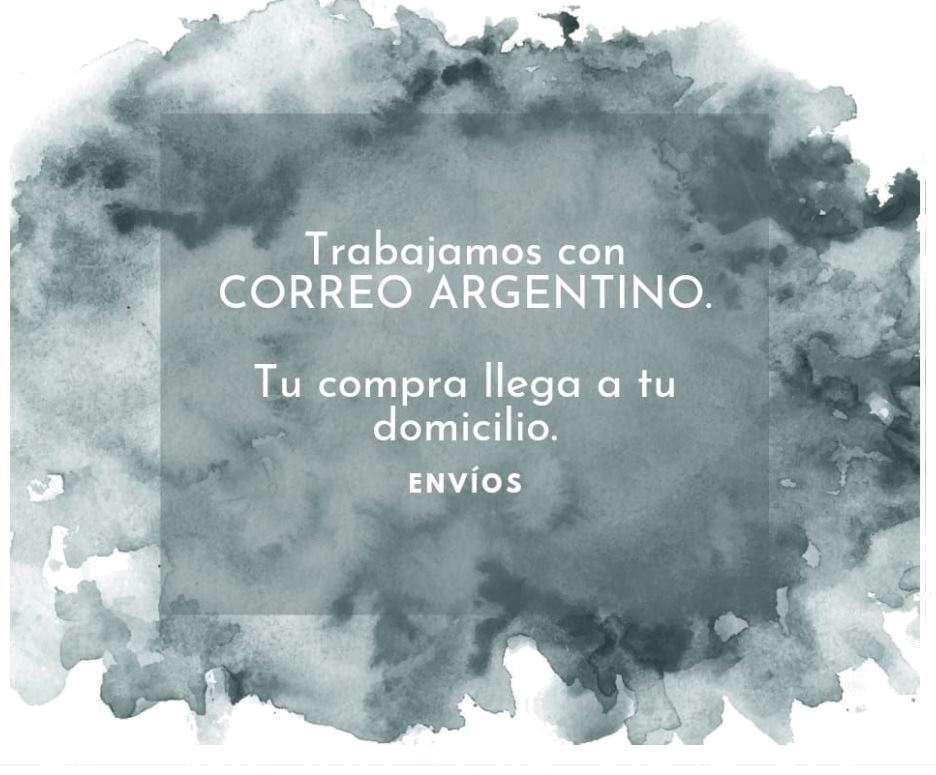 Trabajamos con
CORREO ARGENTINO.
Tu compra llega a tu
domicilio.
ENVÍOS